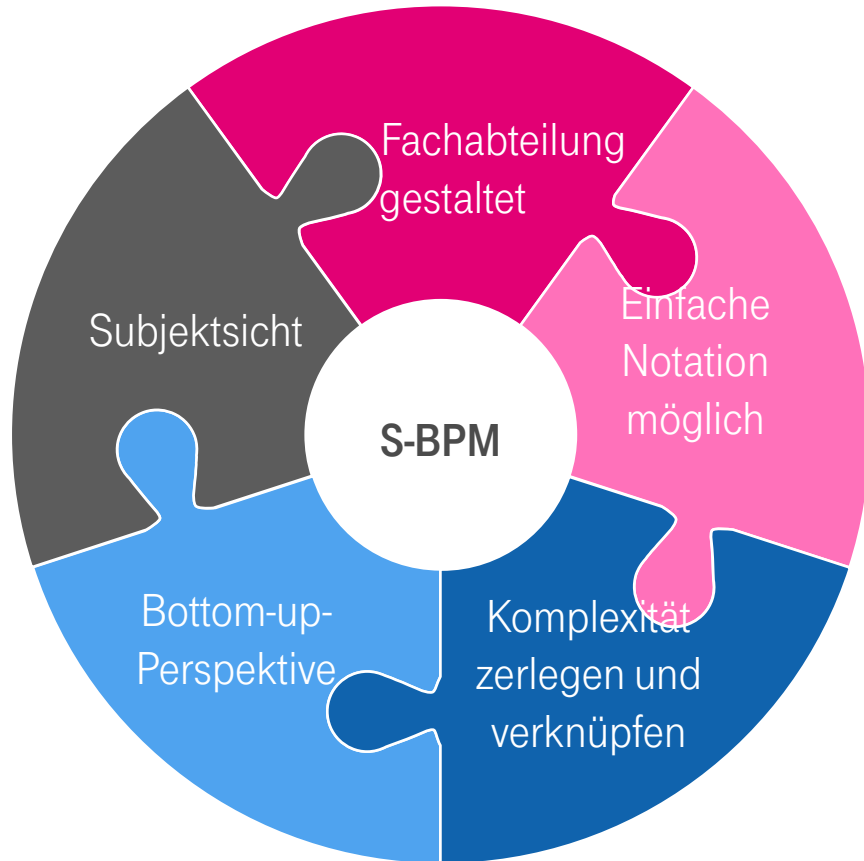 Fachabteilung
gestaltet
Einfache
Notation
möglich
Subjektsicht
S-BPM
Bottom-up-
Perspektive
Komplexität
zerlegen und
verknüpfen